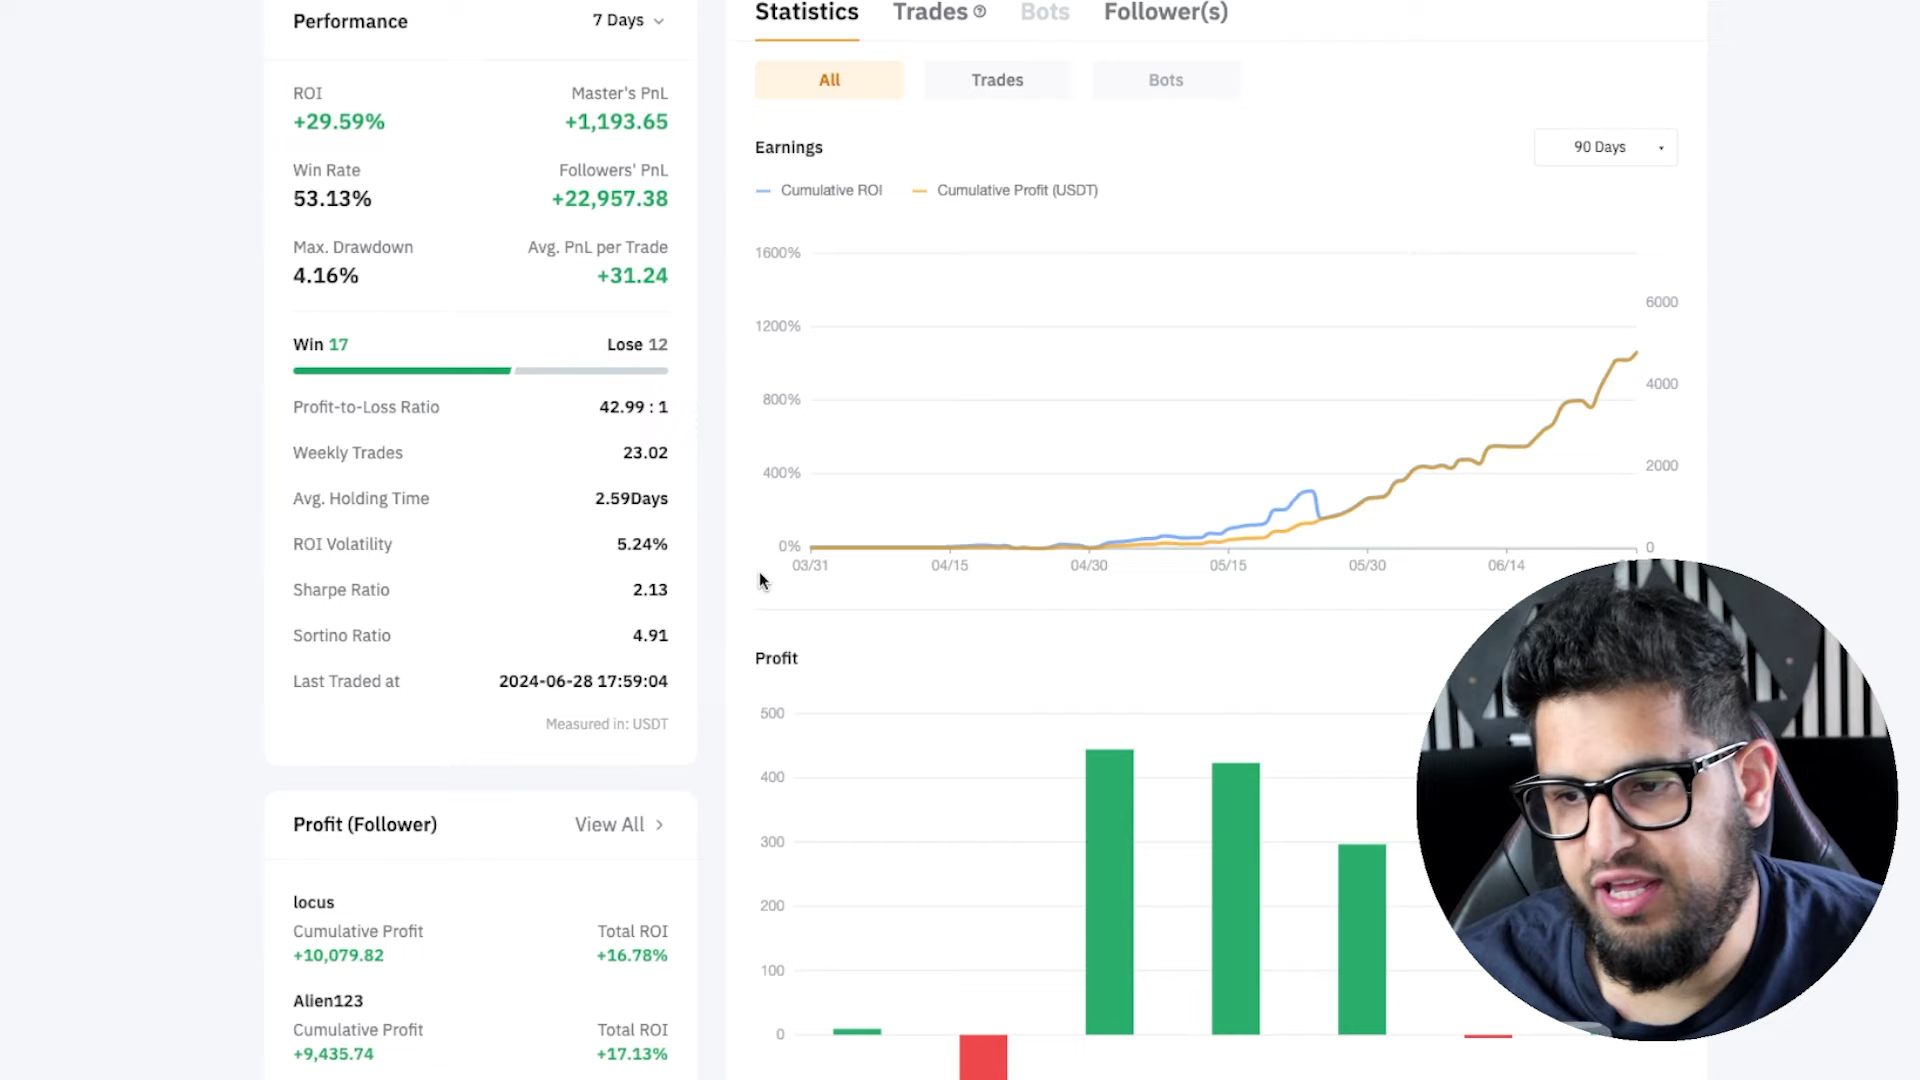 Performance
7 Days
ROI
Master's PnL
+29.59%
+1,193.65
Win Rate
Followers' PnL
53.13%
+22,957.38
Max. Drawdown
Avg. PnL per Trade
4.16%
+31.24
Win 17
Lose 12
Profit-to-Loss Ratio
42.99 : 1
Weekly Trades
23.02
Avg. Holding Time
2.59Days
ROI Volatility
5.24%
Sharpe Ratio
2.13
Sortino Ratio
4.91
Last Traded at
2024-06-28 17:59:04
Measured in: USDT
Profit (Follower)
View All
locus
Cumulative Profit
Total ROI
+10,079.82
+16.78%
Alien123
Cumulative Profit
Total ROI
+9,435.74
+17.13%
Statistics
Trades
Bots
Follower(s)
All
Trades
Bots
Earnings
90 Days
Cumulative ROI
Cumulative Profit (USDT)
1600%
1200%
800%
400%
0%
6000
4000
2000
0
03/31
04/15
04/30
05/15
05/30
06/14
Profit
500
400
300
200
100
0